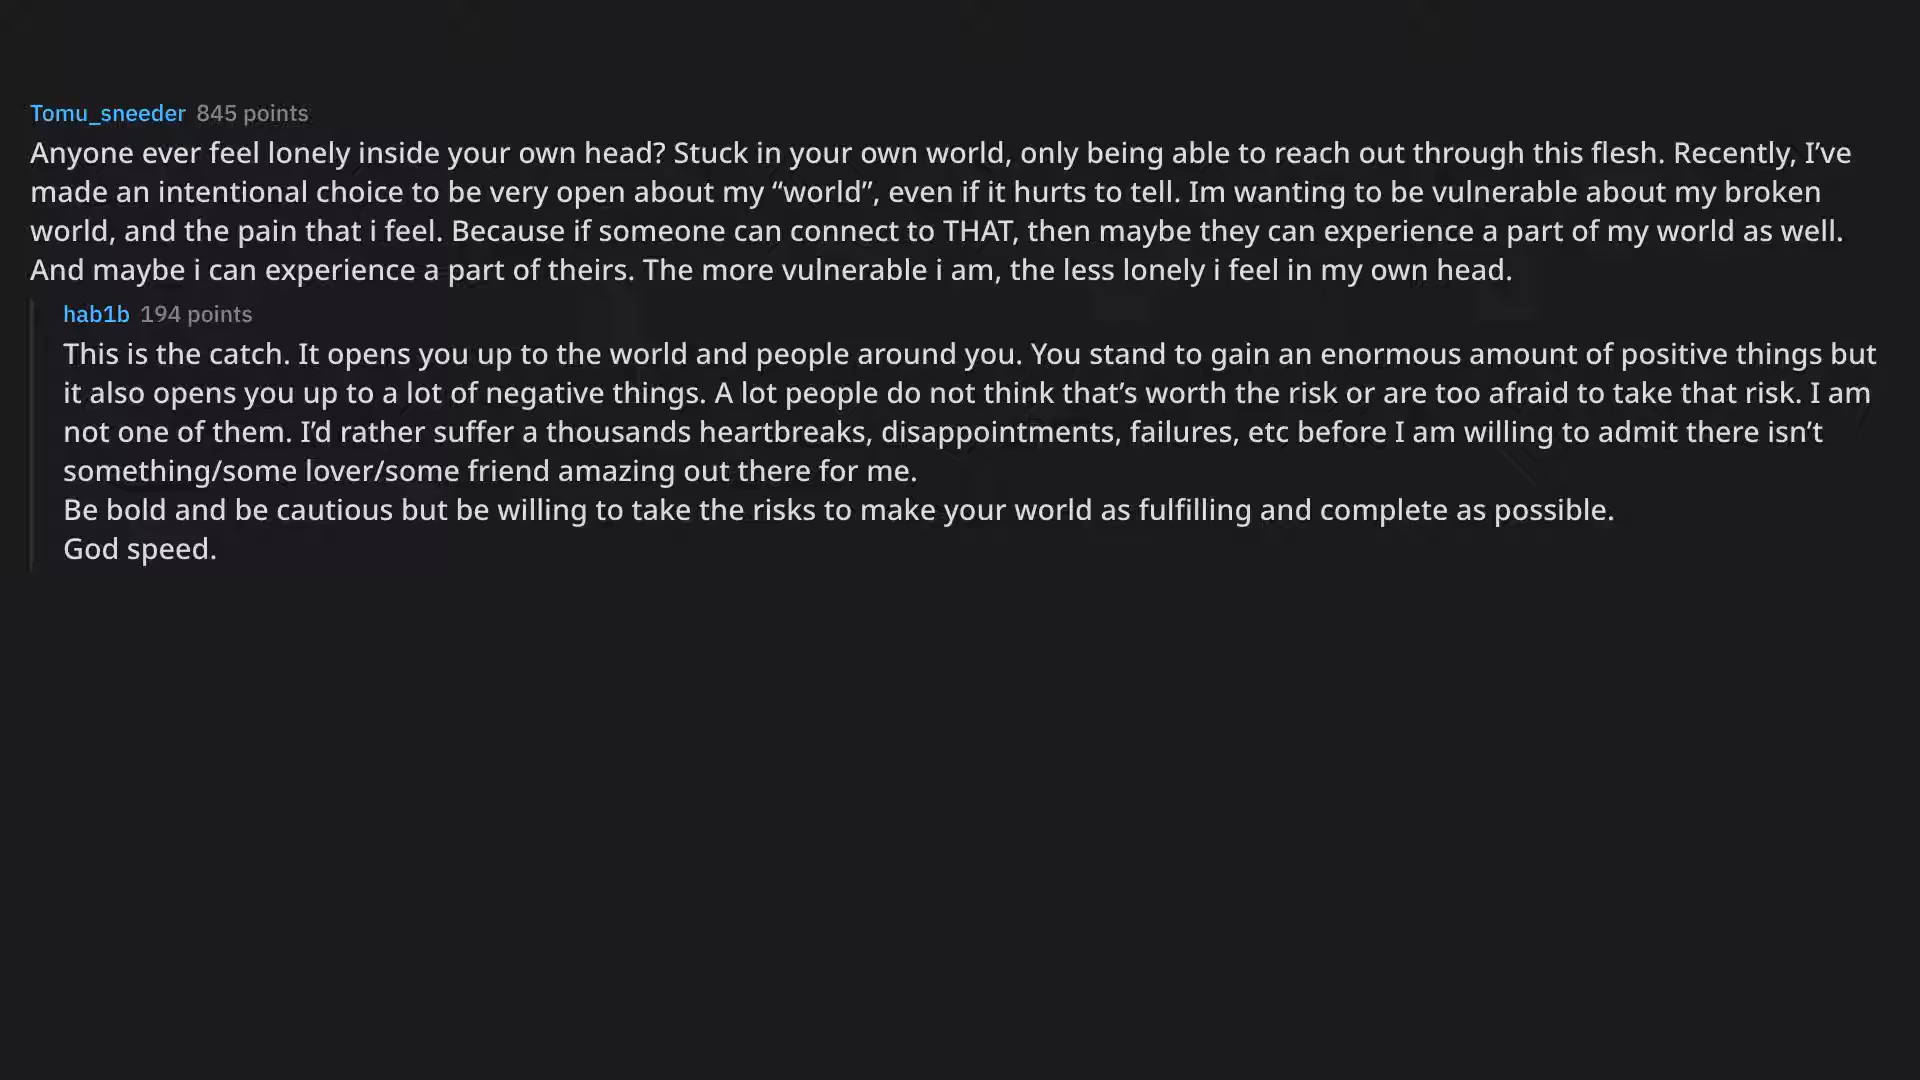 Tomu_sneeder 845 points
Anyone ever feel lonely inside your own head? Stuck in your own world, only being able to reach out through this flesh. Recently, I’ve
made an intentional choice to be very open about my “world”, even if it hurts to tell. Im wanting to be vulnerable about my broken
world, and the pain that i feel. Because if someone can connect to THAT, then maybe they can experience a part of my world as well.
And maybe i can experience a part of theirs. The more vulnerable i am, the less lonely i feel in my own head.
hab1b 194 points
This is the catch. It opens you up to the world and people around you. You stand to gain an enormous amount of positive things but
it also opens you up to a lot of negative things. A lot people do not think that’s worth the risk or are too afraid to take that risk. I am
not one of them. I’d rather suffer a thousands heartbreaks, disappointments, failures, etc before I am willing to admit there isn’t
something/some lover/some friend amazing out there for me.
Be bold and be cautious but be willing to take the risks to make your world as fulfilling and complete as possible.
God speed.